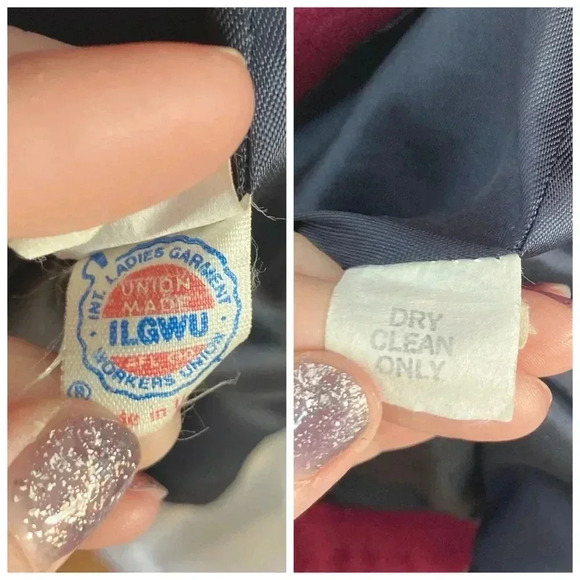 INT. LADIES GARMENT
UNION
MADE
ILGWU
WORKERS UNION
®
DRY
CLEAN
ONLY